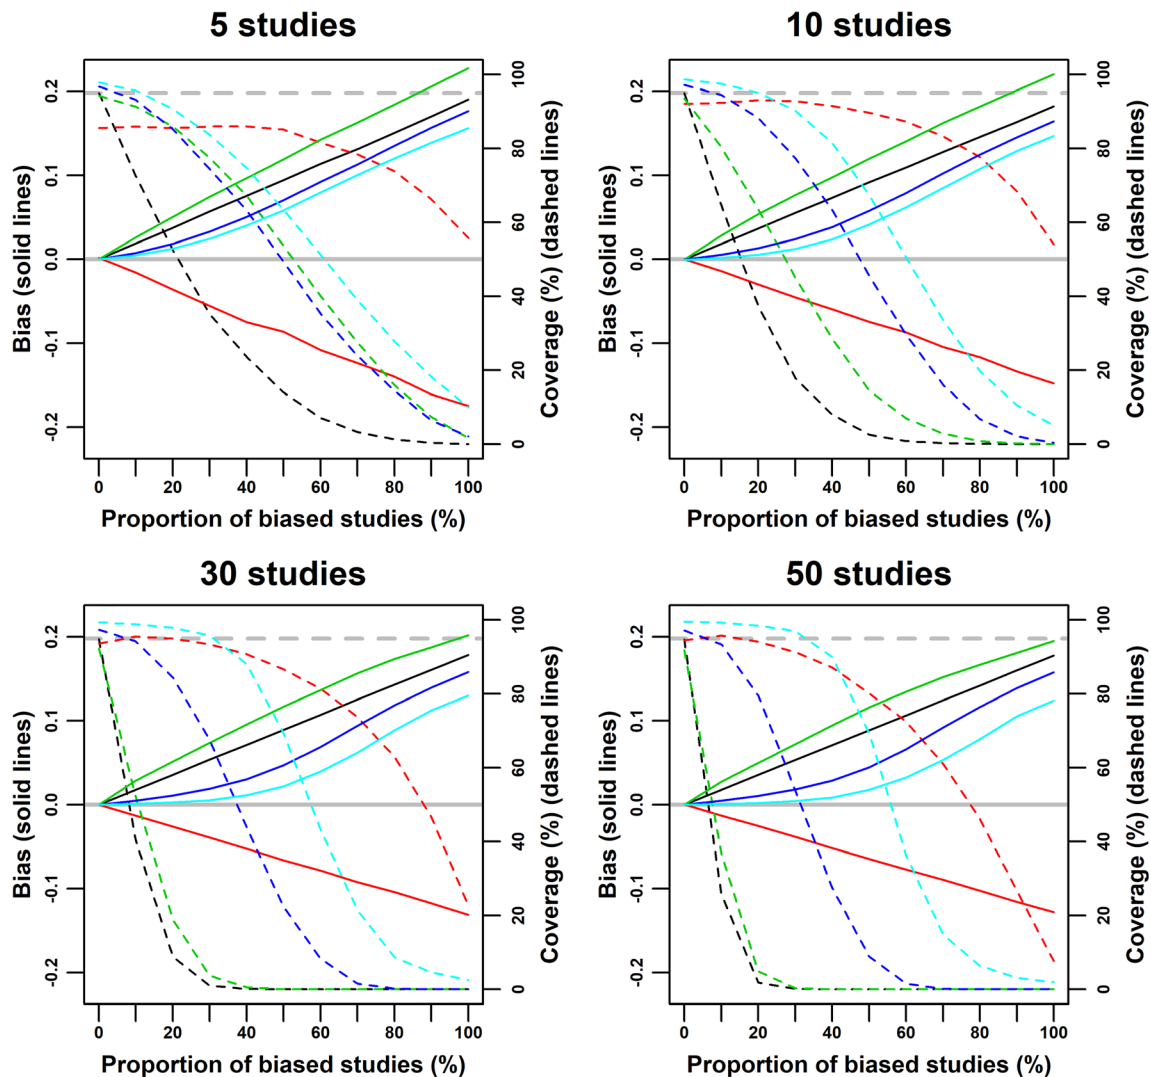 5 studies
Bias (solid lines)
0.2
0.1
0.0
-0.1
-0.2
Coverage (%) (dashed lines)
100
80
60
40
20
0
0 20 40 60 80 100
Proportion of biased studies (%)
10 studies
Bias (solid lines)
0.2
0.1
0.0
-0.1
-0.2
Coverage (%) (dashed lines)
100
80
60
40
20
0
0 20 40 60 80 100
Proportion of biased studies (%)
30 studies
Bias (solid lines)
0.2
0.1
0.0
-0.1
-0.2
Coverage (%) (dashed lines)
100
80
60
40
20
0
0 20 40 60 80 100
Proportion of biased studies (%)
50 studies
Bias (solid lines)
0.2
0.1
0.0
-0.1
-0.2
Coverage (%) (dashed lines)
100
80
60
40
20
0
0 20 40 60 80 100
Proportion of biased studies (%)